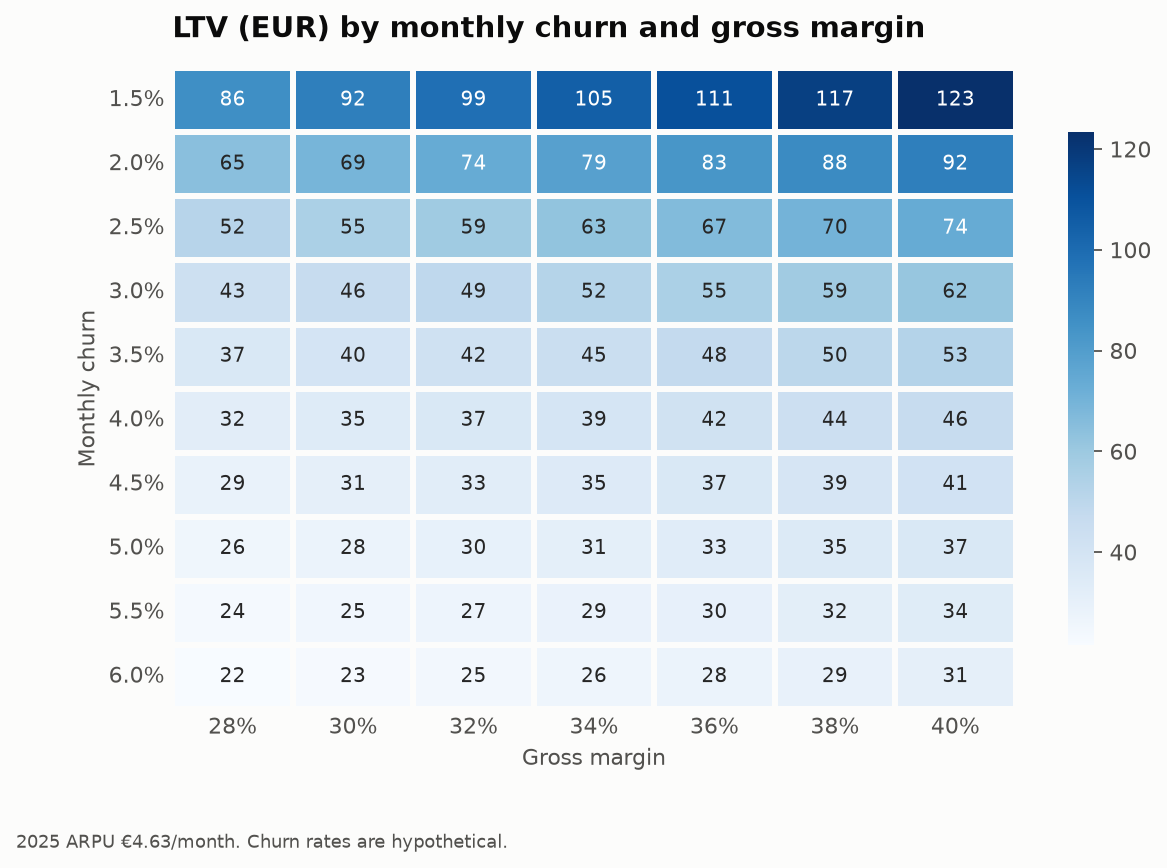 LTV (EUR) by monthly churn and gross margin
1.5% 86 92 99 105 111 117 123
2.0% 65 69 74 79 83 88 92
2.5% 52 55 59 63 67 70 74
3.0% 43 46 49 52 55 59 62
3.5% 37 40 42 45 48 50 53
4.0% 32 35 37 39 42 44 46
4.5% 29 31 33 35 37 39 41
5.0% 26 28 30 31 33 35 37
5.5% 24 25 27 29 30 32 34
6.0% 22 23 25 26 28 29 31
28% 30% 32% 34% 36% 38% 40%
Gross margin
Monthly churn
120
100
80
60
40
2025 ARPU €4.63/month. Churn rates are hypothetical.